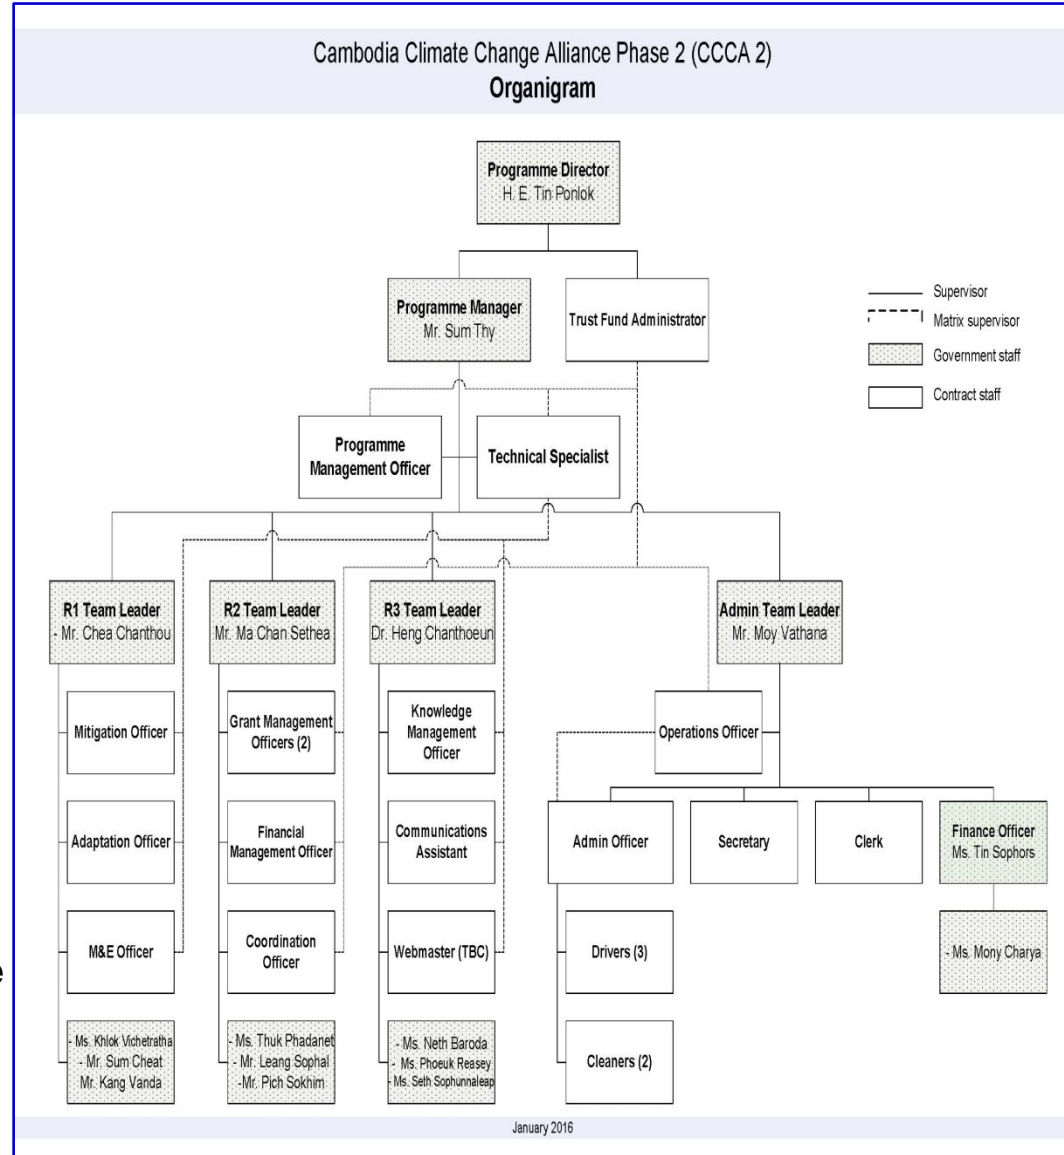 Cambodia Climate Change Alliance Phase 2 (CCCA 2)
Organigram
Programme Director
H. E. Tin Ponlok
Programme Manager
Mr. Sum Thy
Trust Fund Administrator
Supervisor
Matrix supervisor
Government staff
Contract staff
Programme
Management Officer
Technical Specialist
R1 Team Leader
- Mr. Chea Chanthou
R2 Team Leader
Mr. Ma Chan Sethea
R3 Team Leader
Dr. Heng Chanthoeun
Admin Team Leader
Mr. Moy Vathana
Mitigation Officer
Grant Management
Officers (2)
Knowledge
Management
Officer
Operations Officer
Adaptation Officer
Financial
Management Officer
Communications
Assistant
Admin Officer
Secretary
Clerk
Finance Officer
Ms. Tin Sophors
M&E Officer
Coordination
Officer
Webmaster (TBC)
Drivers (3)
- Ms. Mony Charya
- Ms. Khlok Vichetratha
- Mr. Sum Cheat
Mr. Kang Vanda
- Ms. Thuk Phadanet
- Mr. Leang Sophal
-Mr. Pich Sokhim
- Ms. Neth Baroda
- Ms. Phoeuk Reasey
- Ms. Seth Sophunnaleap
Cleaners (2)
January 2016